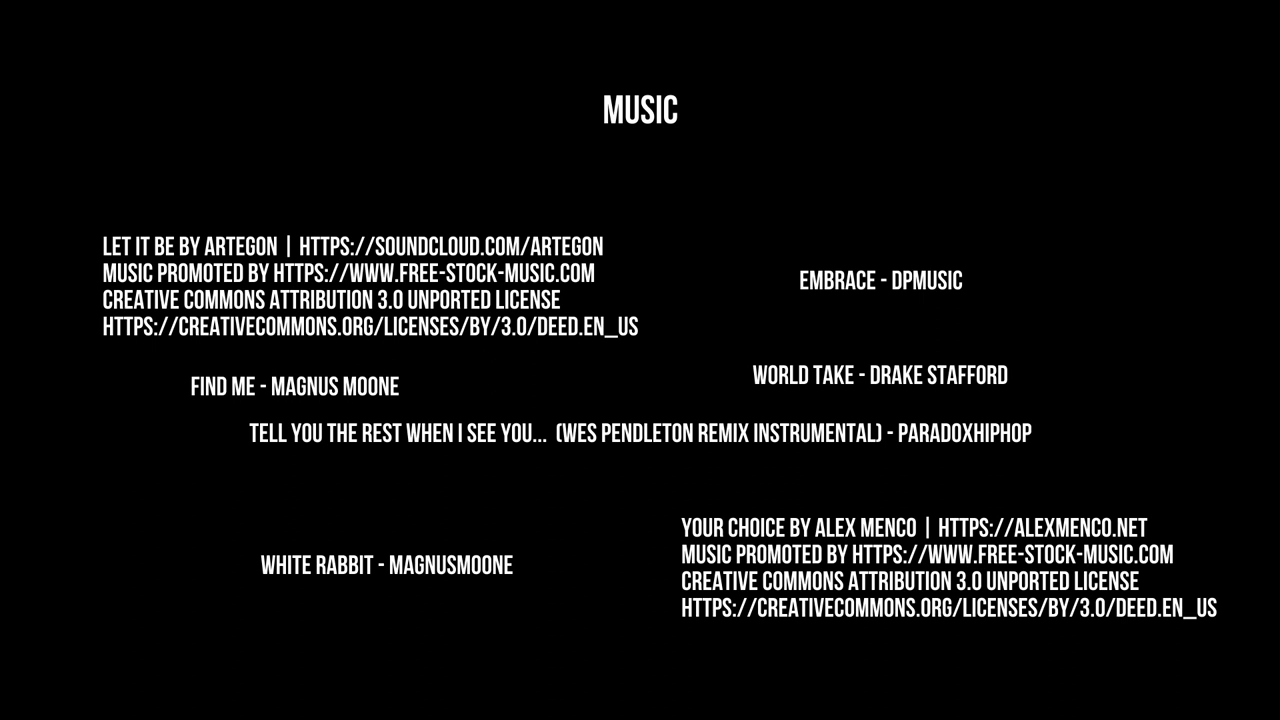 MUSIC
LET IT BE BY ARTEGON | HTTPS://SOUNDCLOUD.COM/ARTEGON
MUSIC PROMOTED BY HTTPS://WWW.FREE-STOCK-MUSIC.COM
CREATIVE COMMONS ATTRIBUTION 3.0 UNPORTED LICENSE
HTTPS://CREATIVECOMMONS.ORG/LICENSES/BY/3.0/DEED.EN_US
EMBRACE - DPMUSIC
FIND ME - MAGNUS MOONE
WORLD TAKE - DRAKE STAFFORD
TELL YOU THE REST WHEN I SEE YOU... (WES PENDLETON REMIX INSTRUMENTAL) - PARADOXHIPHOP
WHITE RABBIT - MAGNUSMOONE
YOUR CHOICE BY ALEX MENCO | HTTPS://ALEXMENCO.NET
MUSIC PROMOTED BY HTTPS://WWW.FREE-STOCK-MUSIC.COM
CREATIVE COMMONS ATTRIBUTION 3.0 UNPORTED LICENSE
HTTPS://CREATIVECOMMONS.ORG/LICENSES/BY/3.0/DEED.EN_US